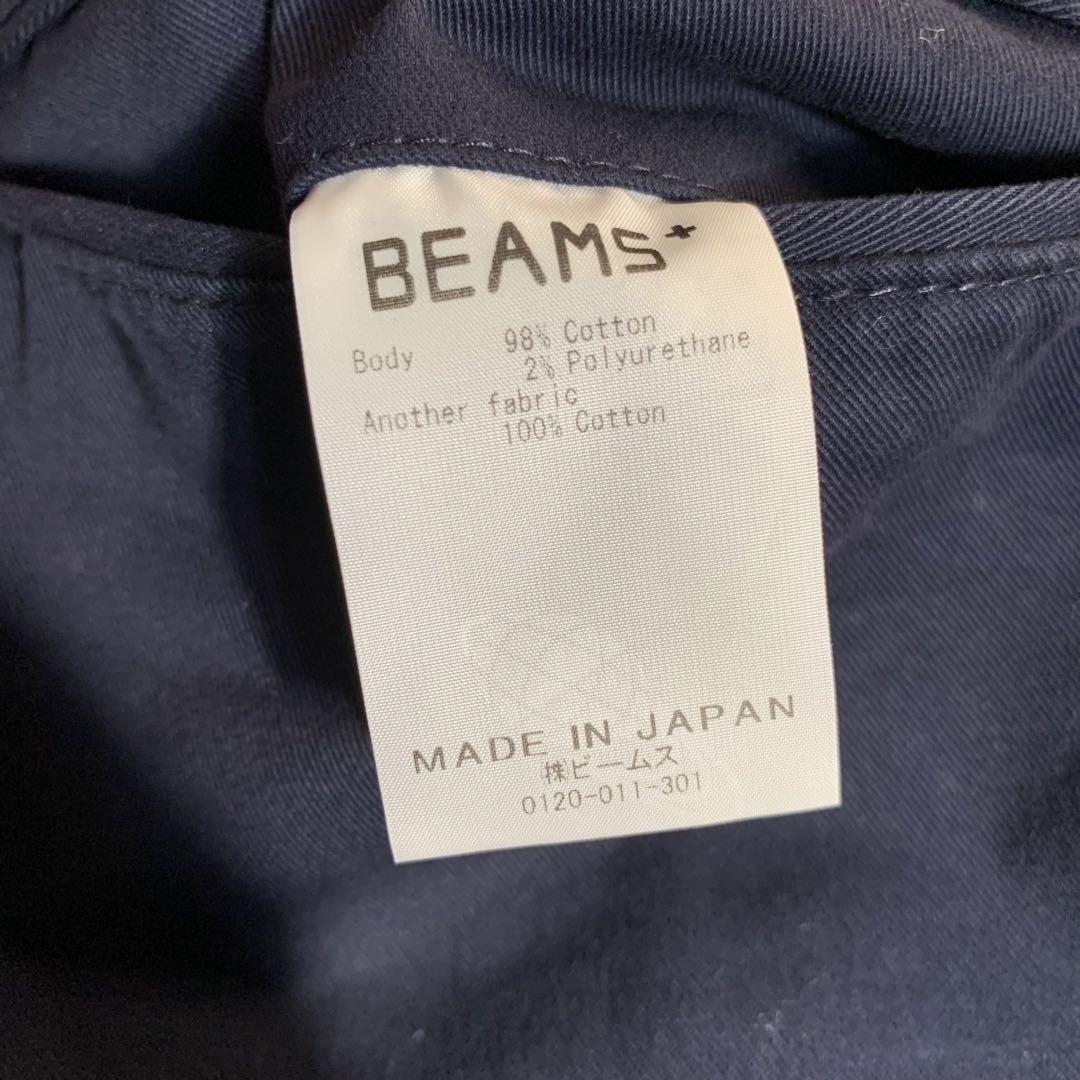 BEAMS+
Body 98% Cotton
2% Polyurethane
Another fabric
100% Cotton
MADE IN JAPAN
株ビームス
0120-011-301